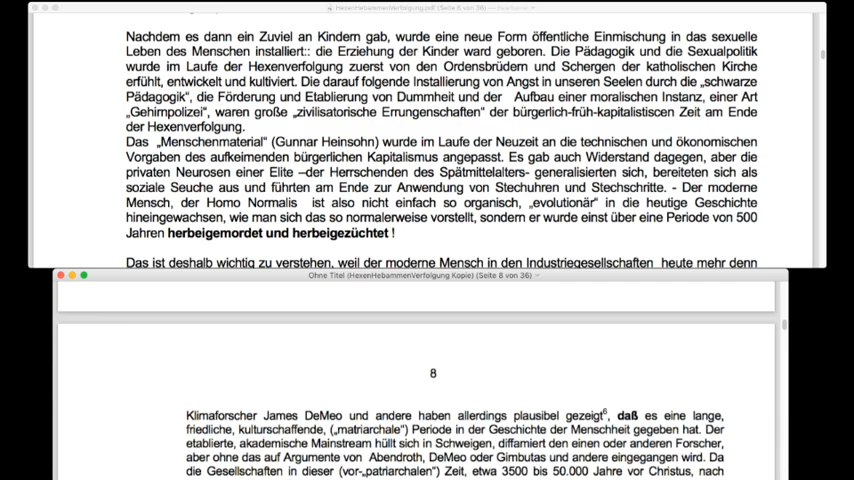 HexenHebammenVerfolgung.pdf (Seite 6 von 36)
Nachdem es dann ein Zuviel an Kindern gab, wurde eine neue Form öffentliche Einmischung in das sexuelle
Leben des Menschen installiert:: die Erziehung der Kinder ward geboren. Die Pädagogik und die Sexualpolitik
wurde im Laufe der Hexenverfolgung zuerst von den Ordensbrüdern und Schergen der katholischen Kirche
erfühlt, entwickelt und kultiviert. Die darauf folgende Installierung von Angst in unseren Seelen durch die „schwarze
Pädagogik“, die Förderung und Etablierung von Dummheit und der Aufbau einer moralischen Instanz, einer Art
„Gehirnpolizei“, waren große „zivilisatorische Errungenschaften“ der bürgerlich-früh-kapitalistiscen Zeit am Ende
der Hexenverfolgung.
Das „Menschenmaterial“ (Gunnar Heinsohn) wurde im Laufe der Neuzeit an die technischen und ökonomischen
Vorgaben des aufkeimenden bürgerlichen Kapitalismus angepasst. Es gab auch Widerstand dagegen, aber die
privaten Neurosen einer Elite –der Herrschenden des Spätmittelalters- generalisierten sich, bereiteten sich als
soziale Seuche aus und führten am Ende zur Anwendung von Stechuhren und Stechschritte. - Der moderne
Mensch, der Homo Normalis ist also nicht einfach so organisch, „evolutionär“ in die heutige Geschichte
hineingewachsen, wie man sich das so normalerweise vorstellt, sondern er wurde einst über eine Periode von 500
Jahren herbeigemordet und herbeigezüchtet !
Das ist deshalb wichtig zu verstehen, weil der moderne Mensch in den Industriegesellschaften heute mehr denn
Ohne Titel (HexenHebammenVerfolgung Kopie) (Seite 8 von 36)
8
Klimaforscher James DeMeo und andere haben allerdings plausibel gezeigt⁶, daß es eine lange,
friedliche, kulturschaffende, („matriarchale“) Periode in der Geschichte der Menschheit gegeben hat. Der
etablierte, akademische Mainstream hüllt sich in Schweigen, diffamiert den einen oder anderen Forscher,
aber ohne das auf Argumente von Abendroth, DeMeo oder Gimbutas und andere eingegangen wird. Da
die Gesellschaften in dieser (vor-„patriarchalen“) Zeit, etwa 3500 bis 50.000 Jahre vor Christus, nach